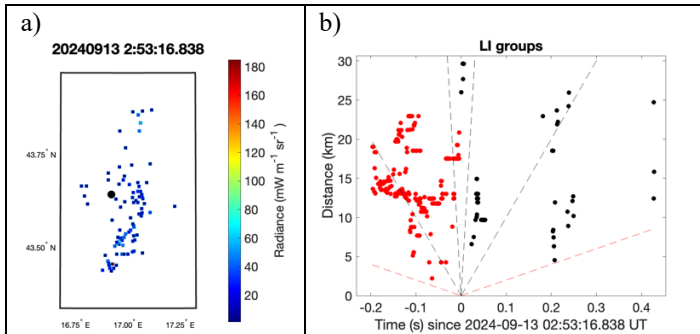 a)
20240913 2:53:16.838
43.75° N
43.50° N
16.75° E
17.00° E
17.25° E
180
160
140
120
100
80
60
40
20
Radiance (mW m⁻¹ sr⁻¹)
b)
LI groups
30
25
20
15
10
5
0
Distance (km)
-0.2
-0.1
0
0.1
0.2
0.3
0.4
Time (s) since 2024-09-13 02:53:16.838 UT